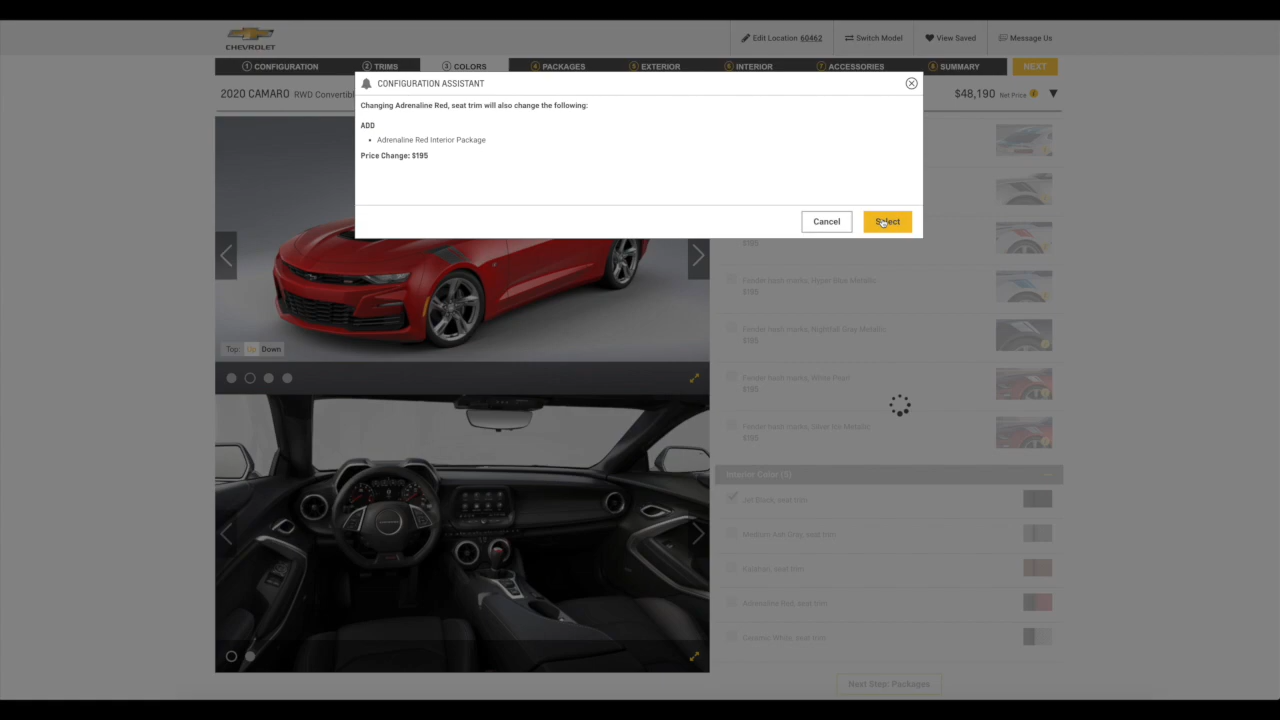 CHEVROLET
Edit Location 60462
Switch Model
View Saved
Message Us
1 CONFIGURATION
2 TRIMS
3 COLORS
4 PACKAGES
5 EXTERIOR
6 INTERIOR
7 ACCESSORIES
8 SUMMARY
NEXT
2020 CAMARO RWD Convertible
$48,190 Net Price
CONFIGURATION ASSISTANT
Changing Adrenaline Red, seat trim will also change the following:
ADD
• Adrenaline Red Interior Package
Price Change: $195
Cancel
Select
$195
Fender hash marks, Hyper Blue Metallic
$195
Fender hash marks, Nightfall Gray Metallic
$195
Fender hash marks, White Pearl
$195
Fender hash marks, Silver Ice Metallic
$195
Top: Up Down
Interior Color (5)
Jet Black, seat trim
Medium Ash Gray, seat trim
Kalahari, seat trim
Adrenaline Red, seat trim
Ceramic White, seat trim
Next Step: Packages